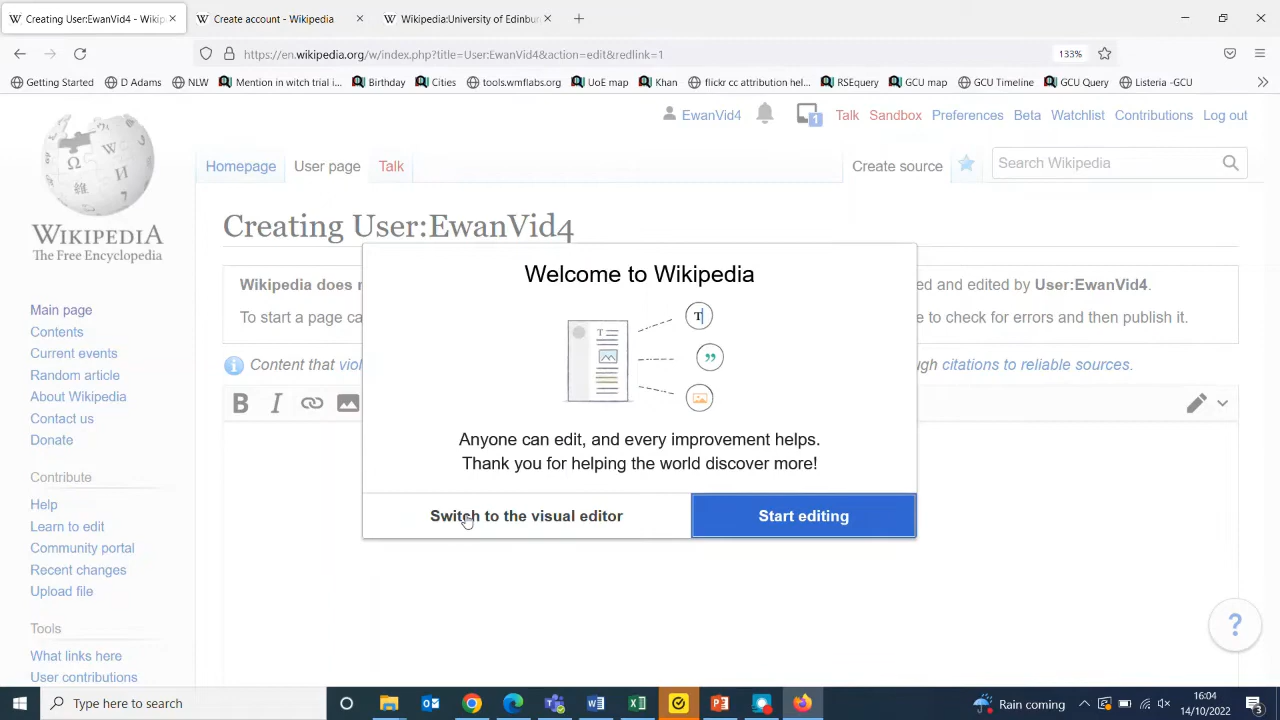 Creating User:EwanVid4 - Wikip
Create account - Wikipedia
Wikipedia:University of Edinbur
https://en.wikipedia.org/w/index.php?title=User:EwanVid4&action=edit&redlink=1
133%
Getting Started
D Adams
NLW
Mention in witch trial i...
Birthday
Cities
tools.wmflabs.org
UoE map
Khan
flickr cc attribution hel...
RSEquery
GCU map
GCU Timeline
GCU Query
Listeria -GCU
EwanVid4
1
Talk
Sandbox
Preferences
Beta
Watchlist
Contributions
Log out
Homepage
User page
Talk
Create source
Search Wikipedia
WIKIPEDIA
The Free Encyclopedia
Creating User:EwanVid4
Wikipedia does
ed and edited by User:EwanVid4.
To start a page ca
e to check for errors and then publish it.
Content that viol
ugh citations to reliable sources.
B I
Welcome to Wikipedia
T
T
Anyone can edit, and every improvement helps.
Thank you for helping the world discover more!
Switch to the visual editor
Start editing
Main page
Contents
Current events
Random article
About Wikipedia
Contact us
Donate
Contribute
Help
Learn to edit
Community portal
Recent changes
Upload file
Tools
What links here
User contributions
?
Type here to search
Rain coming
16:04
14/10/2022
3